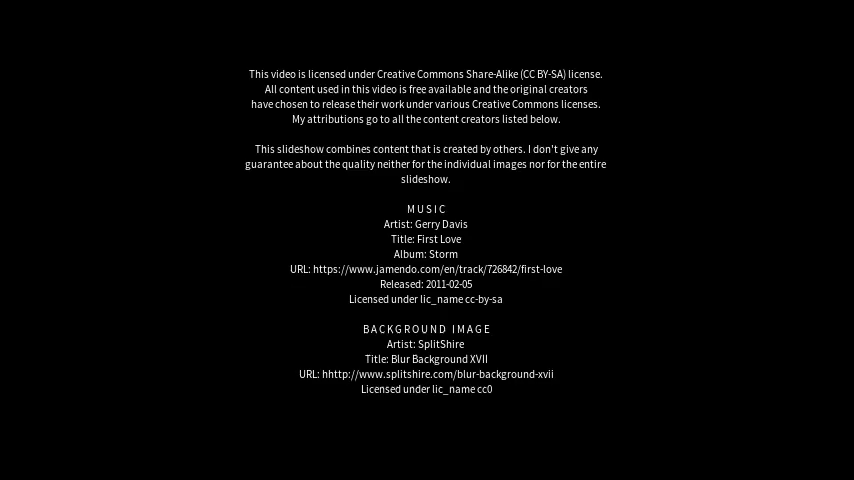 This video is licensed under Creative Commons Share-Alike (CC BY-SA) license.
All content used in this video is free available and the original creators
have chosen to release their work under various Creative Commons licenses.
My attributions go to all the content creators listed below.
This slideshow combines content that is created by others. I don't give any
guarantee about the quality neither for the individual images nor for the entire
slideshow.
MUSIC
Artist: Gerry Davis
Title: First Love
Album: Storm
URL: https://www.jamendo.com/en/track/726842/first-love
Released: 2011-02-05
Licensed under lic_name cc-by-sa
BACKGROUND IMAGE
Artist: SplitShire
Title: Blur Background XVII
URL: hhttp://www.splitshire.com/blur-background-xvii
Licensed under lic_name cc0